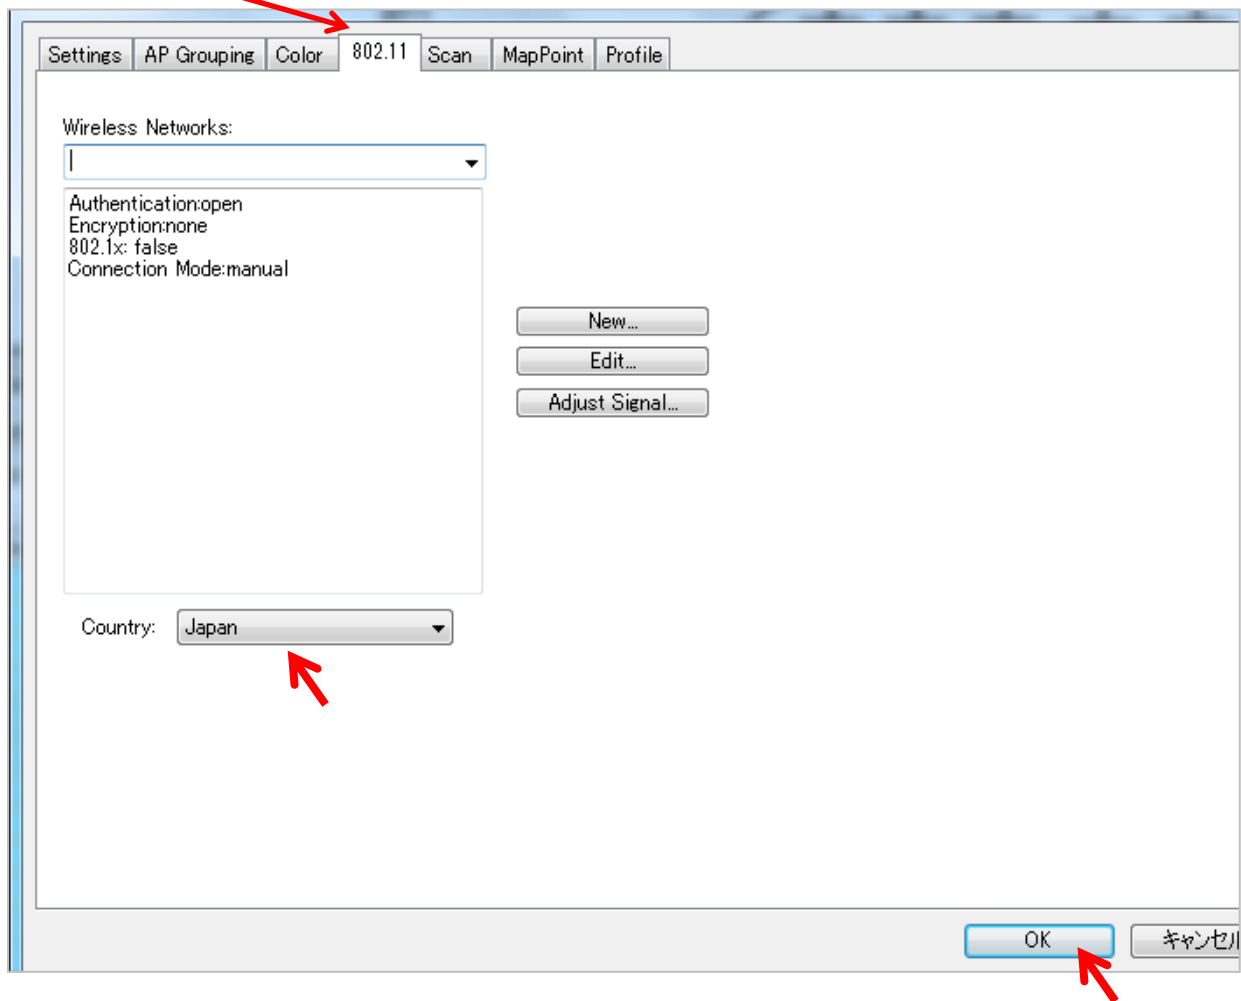 Settings AP Grouping Color 802.11 Scan MapPoint Profile
Wireless Networks:
Authentication:open
Encryption:none
802.1x: false
Connection Mode:manual
New...
Edit...
Adjust Signal...
Country: Japan
OK キャンセル